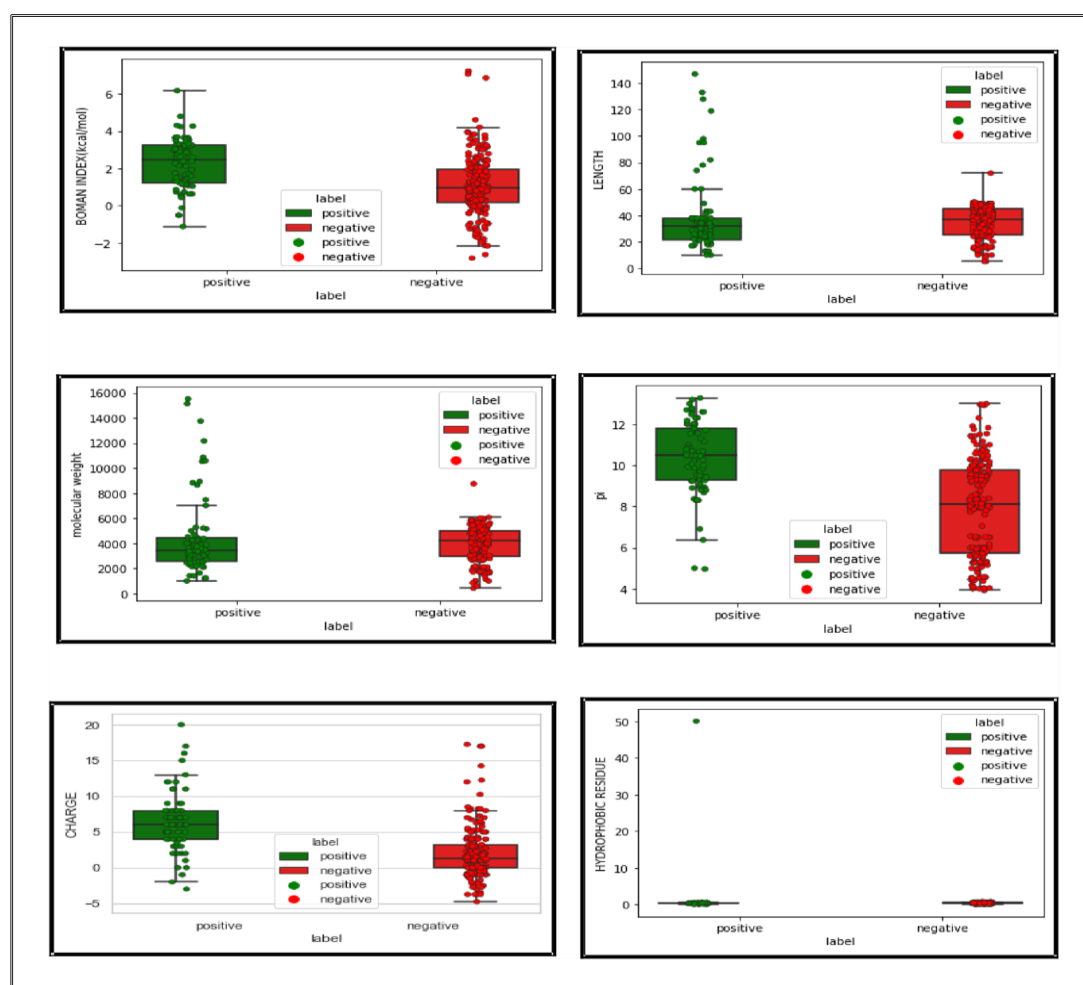 BOMAN INDEX(kcal/mol)
6
4
2
0
−2
label
positive
negative
positive
negative
positive
negative
label
LENGTH
140
120
100
80
60
40
20
0
label
positive
negative
positive
negative
positive
negative
label
molecular weight
16000
14000
12000
10000
8000
6000
4000
2000
0
label
positive
negative
positive
negative
positive
negative
label
pi
12
10
8
6
4
label
positive
negative
positive
negative
positive
negative
label
CHARGE
20
15
10
5
0
−5
label
positive
negative
positive
negative
positive
negative
label
HYDROPHOBIC RESIDUE
50
40
30
20
10
0
label
positive
negative
positive
negative
positive
negative
label